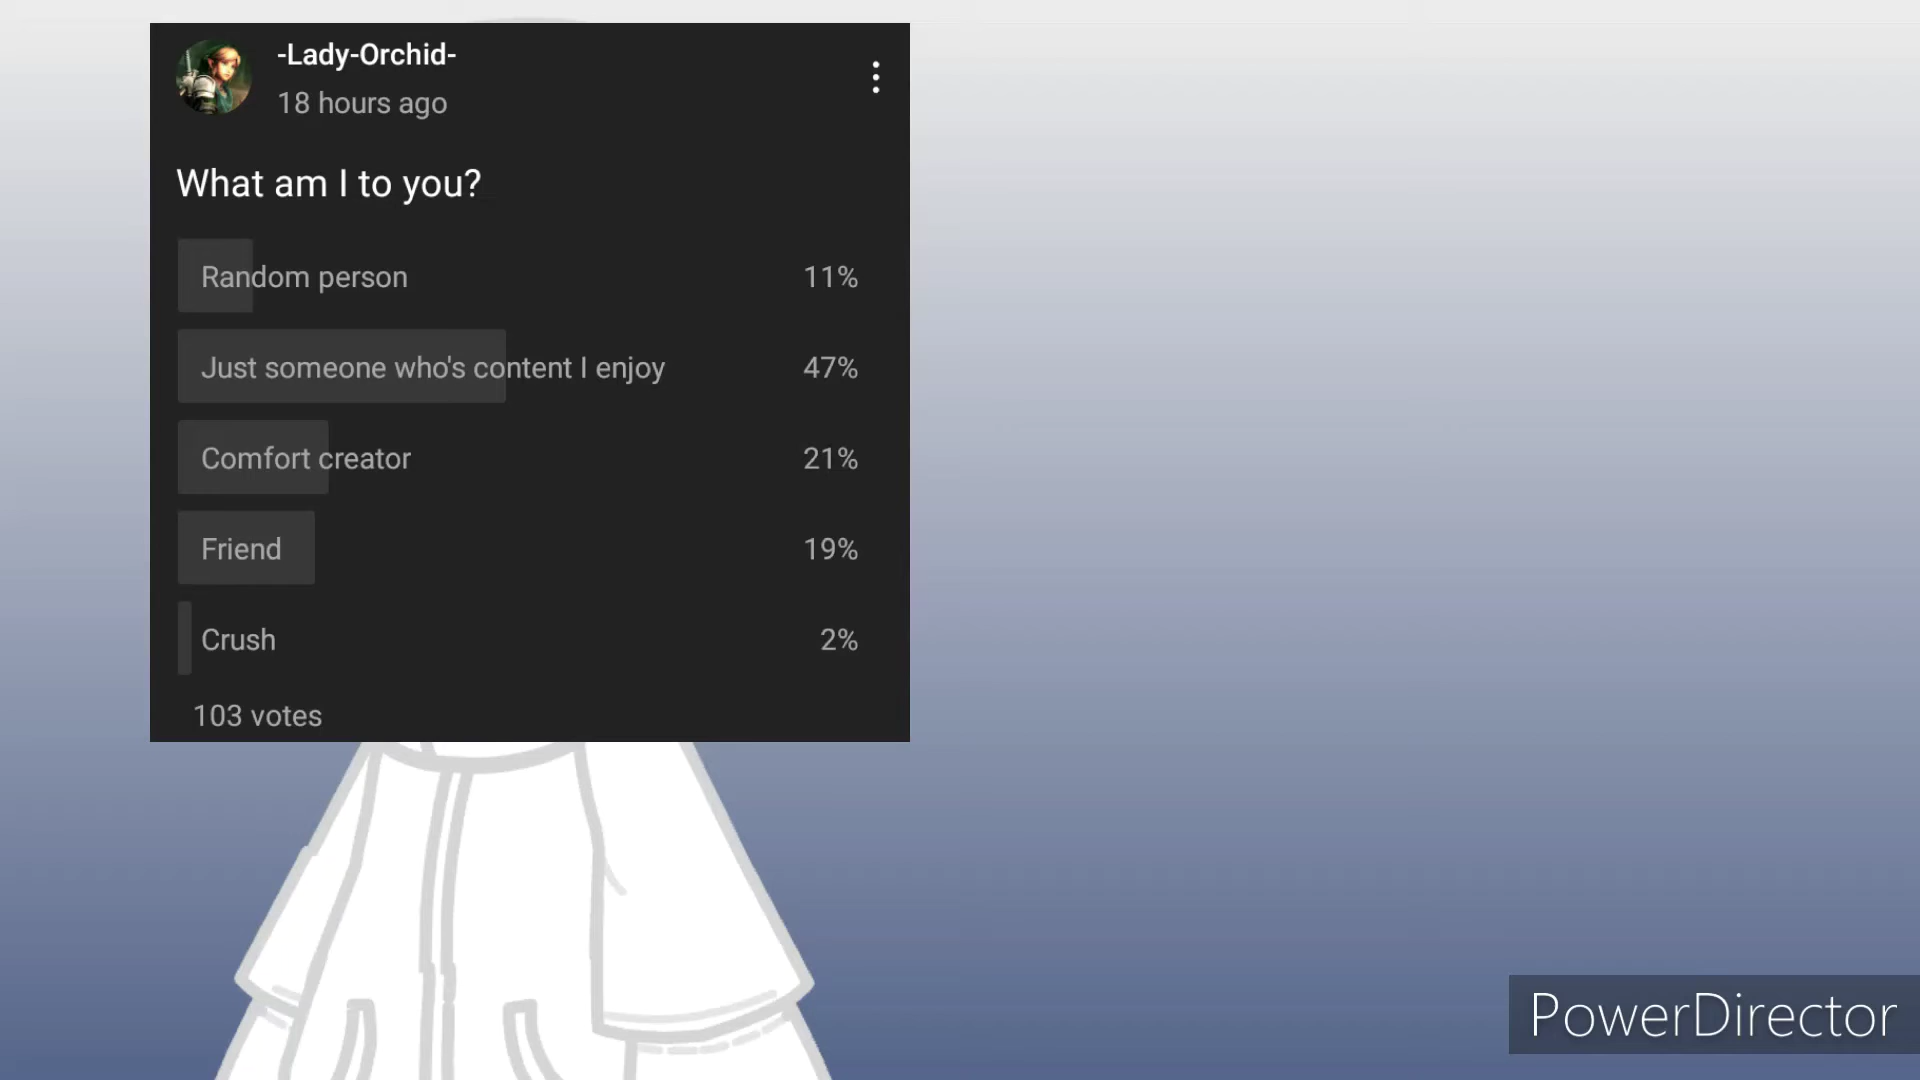 -Lady-Orchid-
18 hours ago
What am I to you?
Random person 11%
Just someone who's content I enjoy 47%
Comfort creator 21%
Friend 19%
Crush 2%
103 votes
PowerDirector